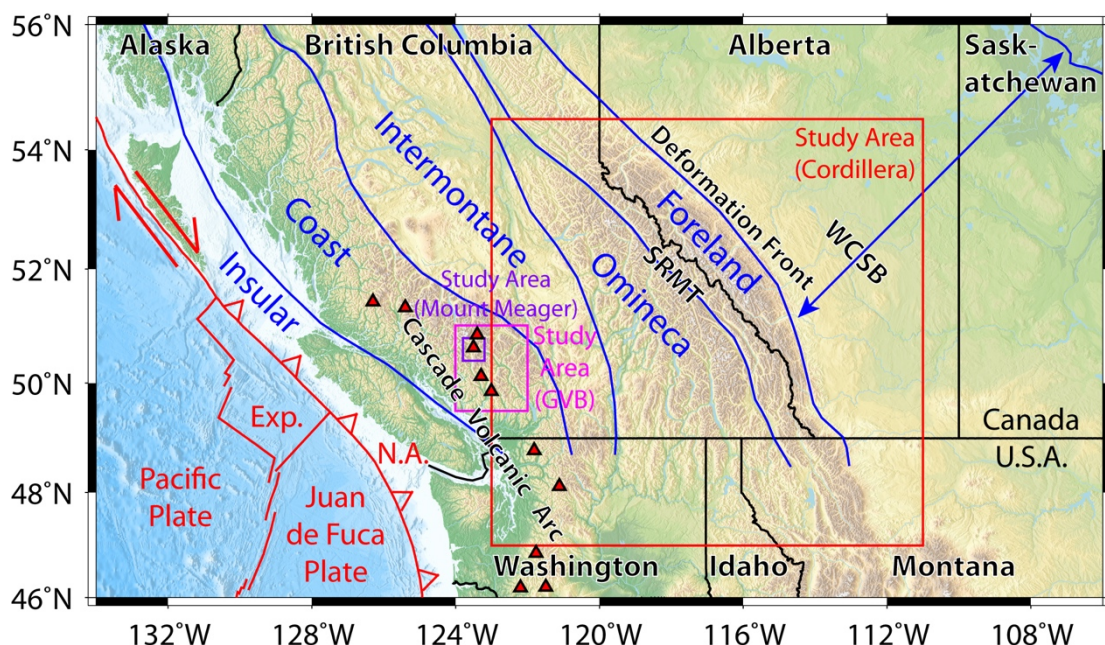 56°N
54°N
52°N
50°N
48°N
46°N
132°W
128°W
124°W
120°W
116°W
112°W
108°W
Alaska
British Columbia
Alberta
Sask-
atchewan
Study Area
(Cordillera)
Deformation Front
Foreland
WCSB
SRMT
Intermontane
Omineca
Coast
Insular
Study Area
(Mount Meager)
Study
Area
(GVB)
Cascade Volcanic Arc
Exp.
N.A.
Pacific
Plate
Juan
de Fuca
Plate
Canada
U.S.A.
Washington
Idaho
Montana